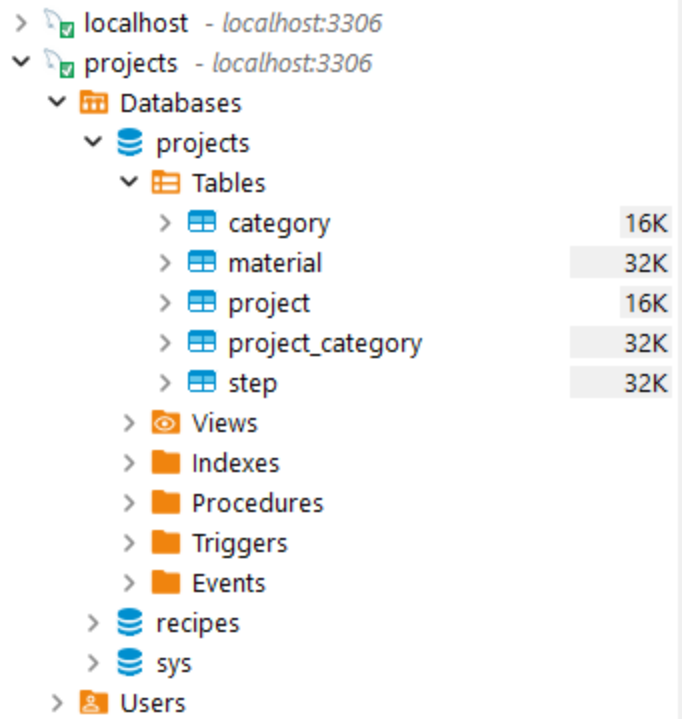 localhost - localhost:3306
projects - localhost:3306
Databases
projects
Tables
category 16K
material 32K
project 16K
project_category 32K
step 32K
Views
Indexes
Procedures
Triggers
Events
recipes
sys
Users